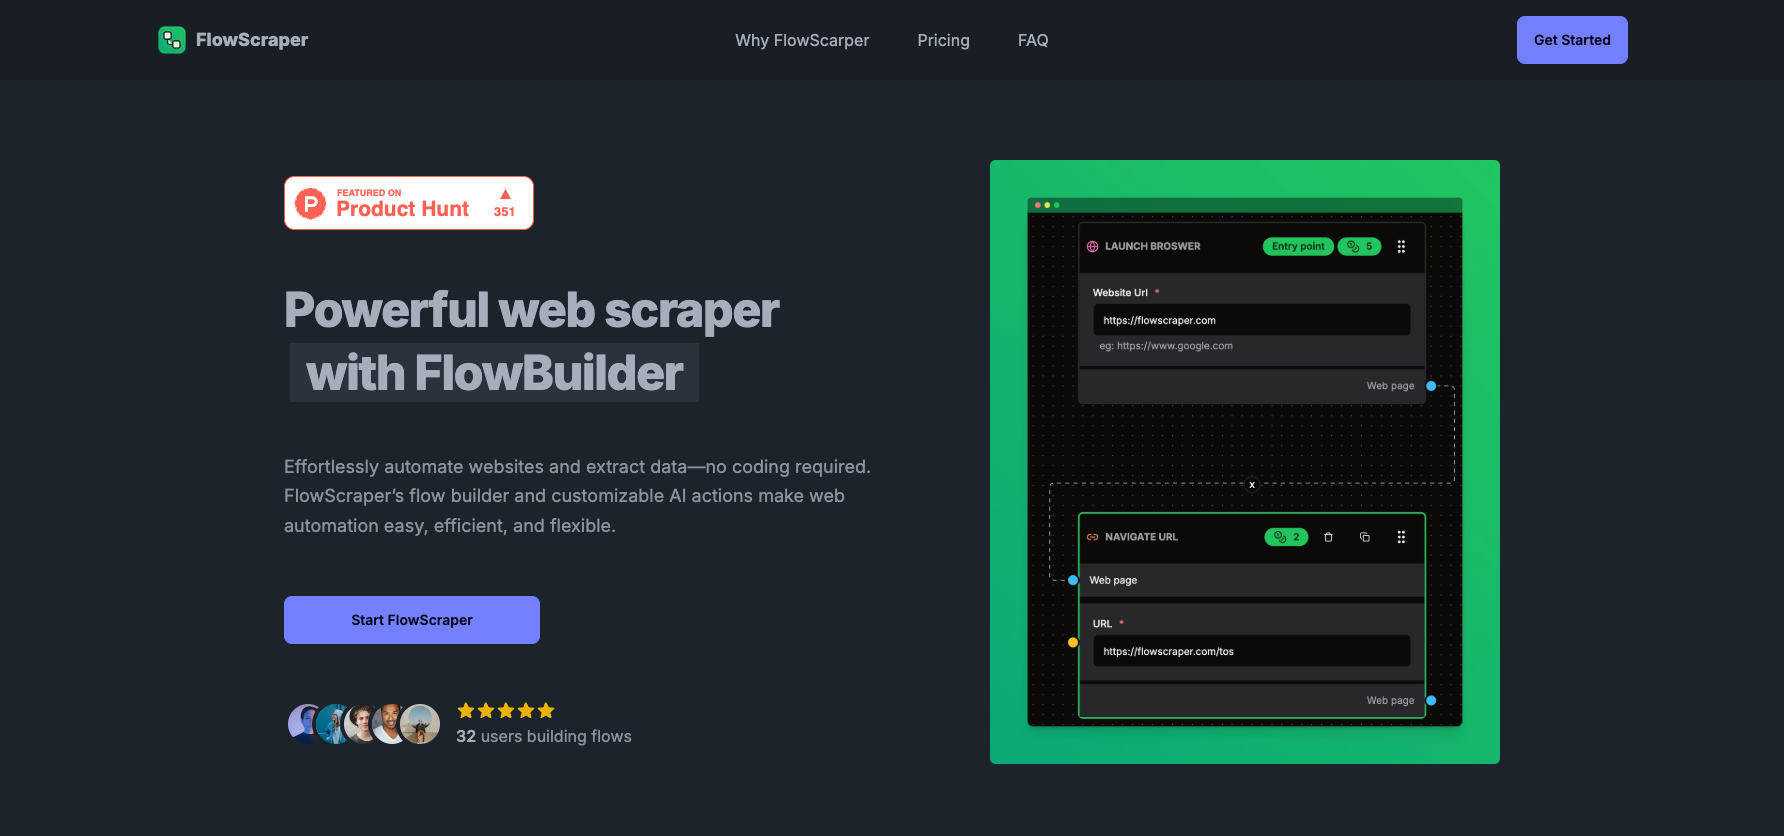 FlowScraper
Why FlowScarper
Pricing
FAQ
Get Started
FEATURED ON
Product Hunt
351
Powerful web scraper
with FlowBuilder
Effortlessly automate websites and extract data—no coding required.
FlowScraper’s flow builder and customizable AI actions make web
automation easy, efficient, and flexible.
Start FlowScraper
32 users building flows
LAUNCH BROSWER
Entry point
5
Website Url *
https://flowscraper.com
eg: https://www.google.com
Web page
x
NAVIGATE URL
2
Web page
URL *
https://flowscraper.com/tos
Web page